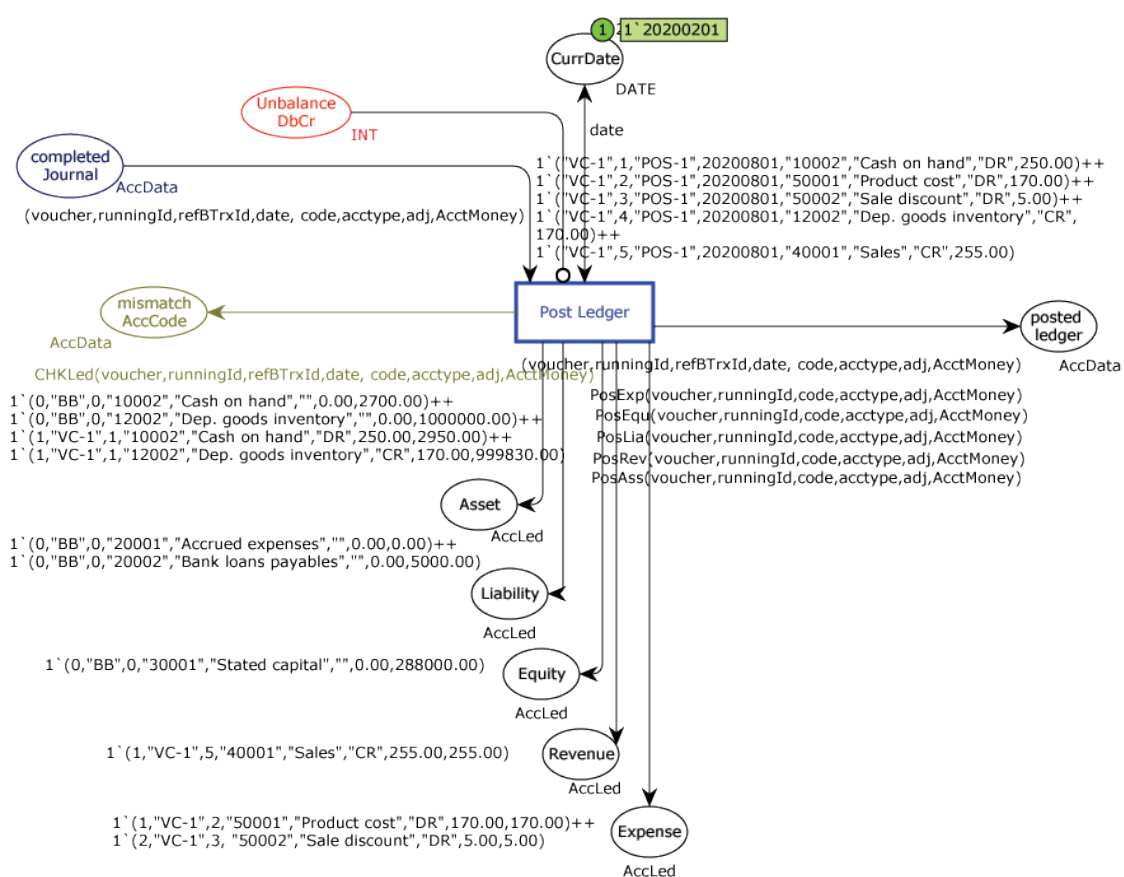 1
1`20200201
CurrDate
DATE
Unbalance
DbCr
INT
date
completed
Journal
AccData
1`("VC-1",1,"POS-1",20200801,"10002","Cash on hand","DR",250.00)++
1`("VC-1",2,"POS-1",20200801,"50001","Product cost","DR",170.00)++
1`("VC-1",3,"POS-1",20200801,"50002","Sale discount","DR",5.00)++
1`("VC-1",4,"POS-1",20200801,"12002","Dep. goods inventory","CR",
170.00)++
1`("VC-1",5,"POS-1",20200801,"40001","Sales","CR",255.00)
(voucher,runningId,refBTrxId,date, code,acctype,adj,AcctMoney)
mismatch
AccCode
AccData
Post Ledger
posted
ledger
AccData
CHKLed(voucher,runningId,refBTrxId,date, code,acctype,adj,AcctMoney)
(voucher,runningId,refBTrxId,date, code,acctype,adj,AcctMoney)
PosExp(voucher,runningId,code,acctype,adj,AcctMoney)
PosEqu(voucher,runningId,code,acctype,adj,AcctMoney)
PosLia(voucher,runningId,code,acctype,adj,AcctMoney)
PosRev(voucher,runningId,code,acctype,adj,AcctMoney)
PosAss(voucher,runningId,code,acctype,adj,AcctMoney)
1`(0,"BB",0,"10002","Cash on hand","",0.00,2700.00)++
1`(0,"BB",0,"12002","Dep. goods inventory","",0.00,1000000.00)++
1`(1,"VC-1",1,"10002","Cash on hand","DR",250.00,2950.00)++
1`(1,"VC-1",1,"12002","Dep. goods inventory","CR",170.00,999830.00)
Asset
AccLed
1`(0,"BB",0,"20001","Accrued expenses","",0.00,0.00)++
1`(0,"BB",0,"20002","Bank loans payables","",0.00,5000.00)
Liability
AccLed
1`(0,"BB",0,"30001","Stated capital","",0.00,288000.00)
Equity
AccLed
1`(1,"VC-1",5,"40001","Sales","CR",255.00,255.00)
Revenue
AccLed
1`(1,"VC-1",2,"50001","Product cost","DR",170.00,170.00)++
1`(2,"VC-1",3, "50002","Sale discount","DR",5.00,5.00)
Expense
AccLed